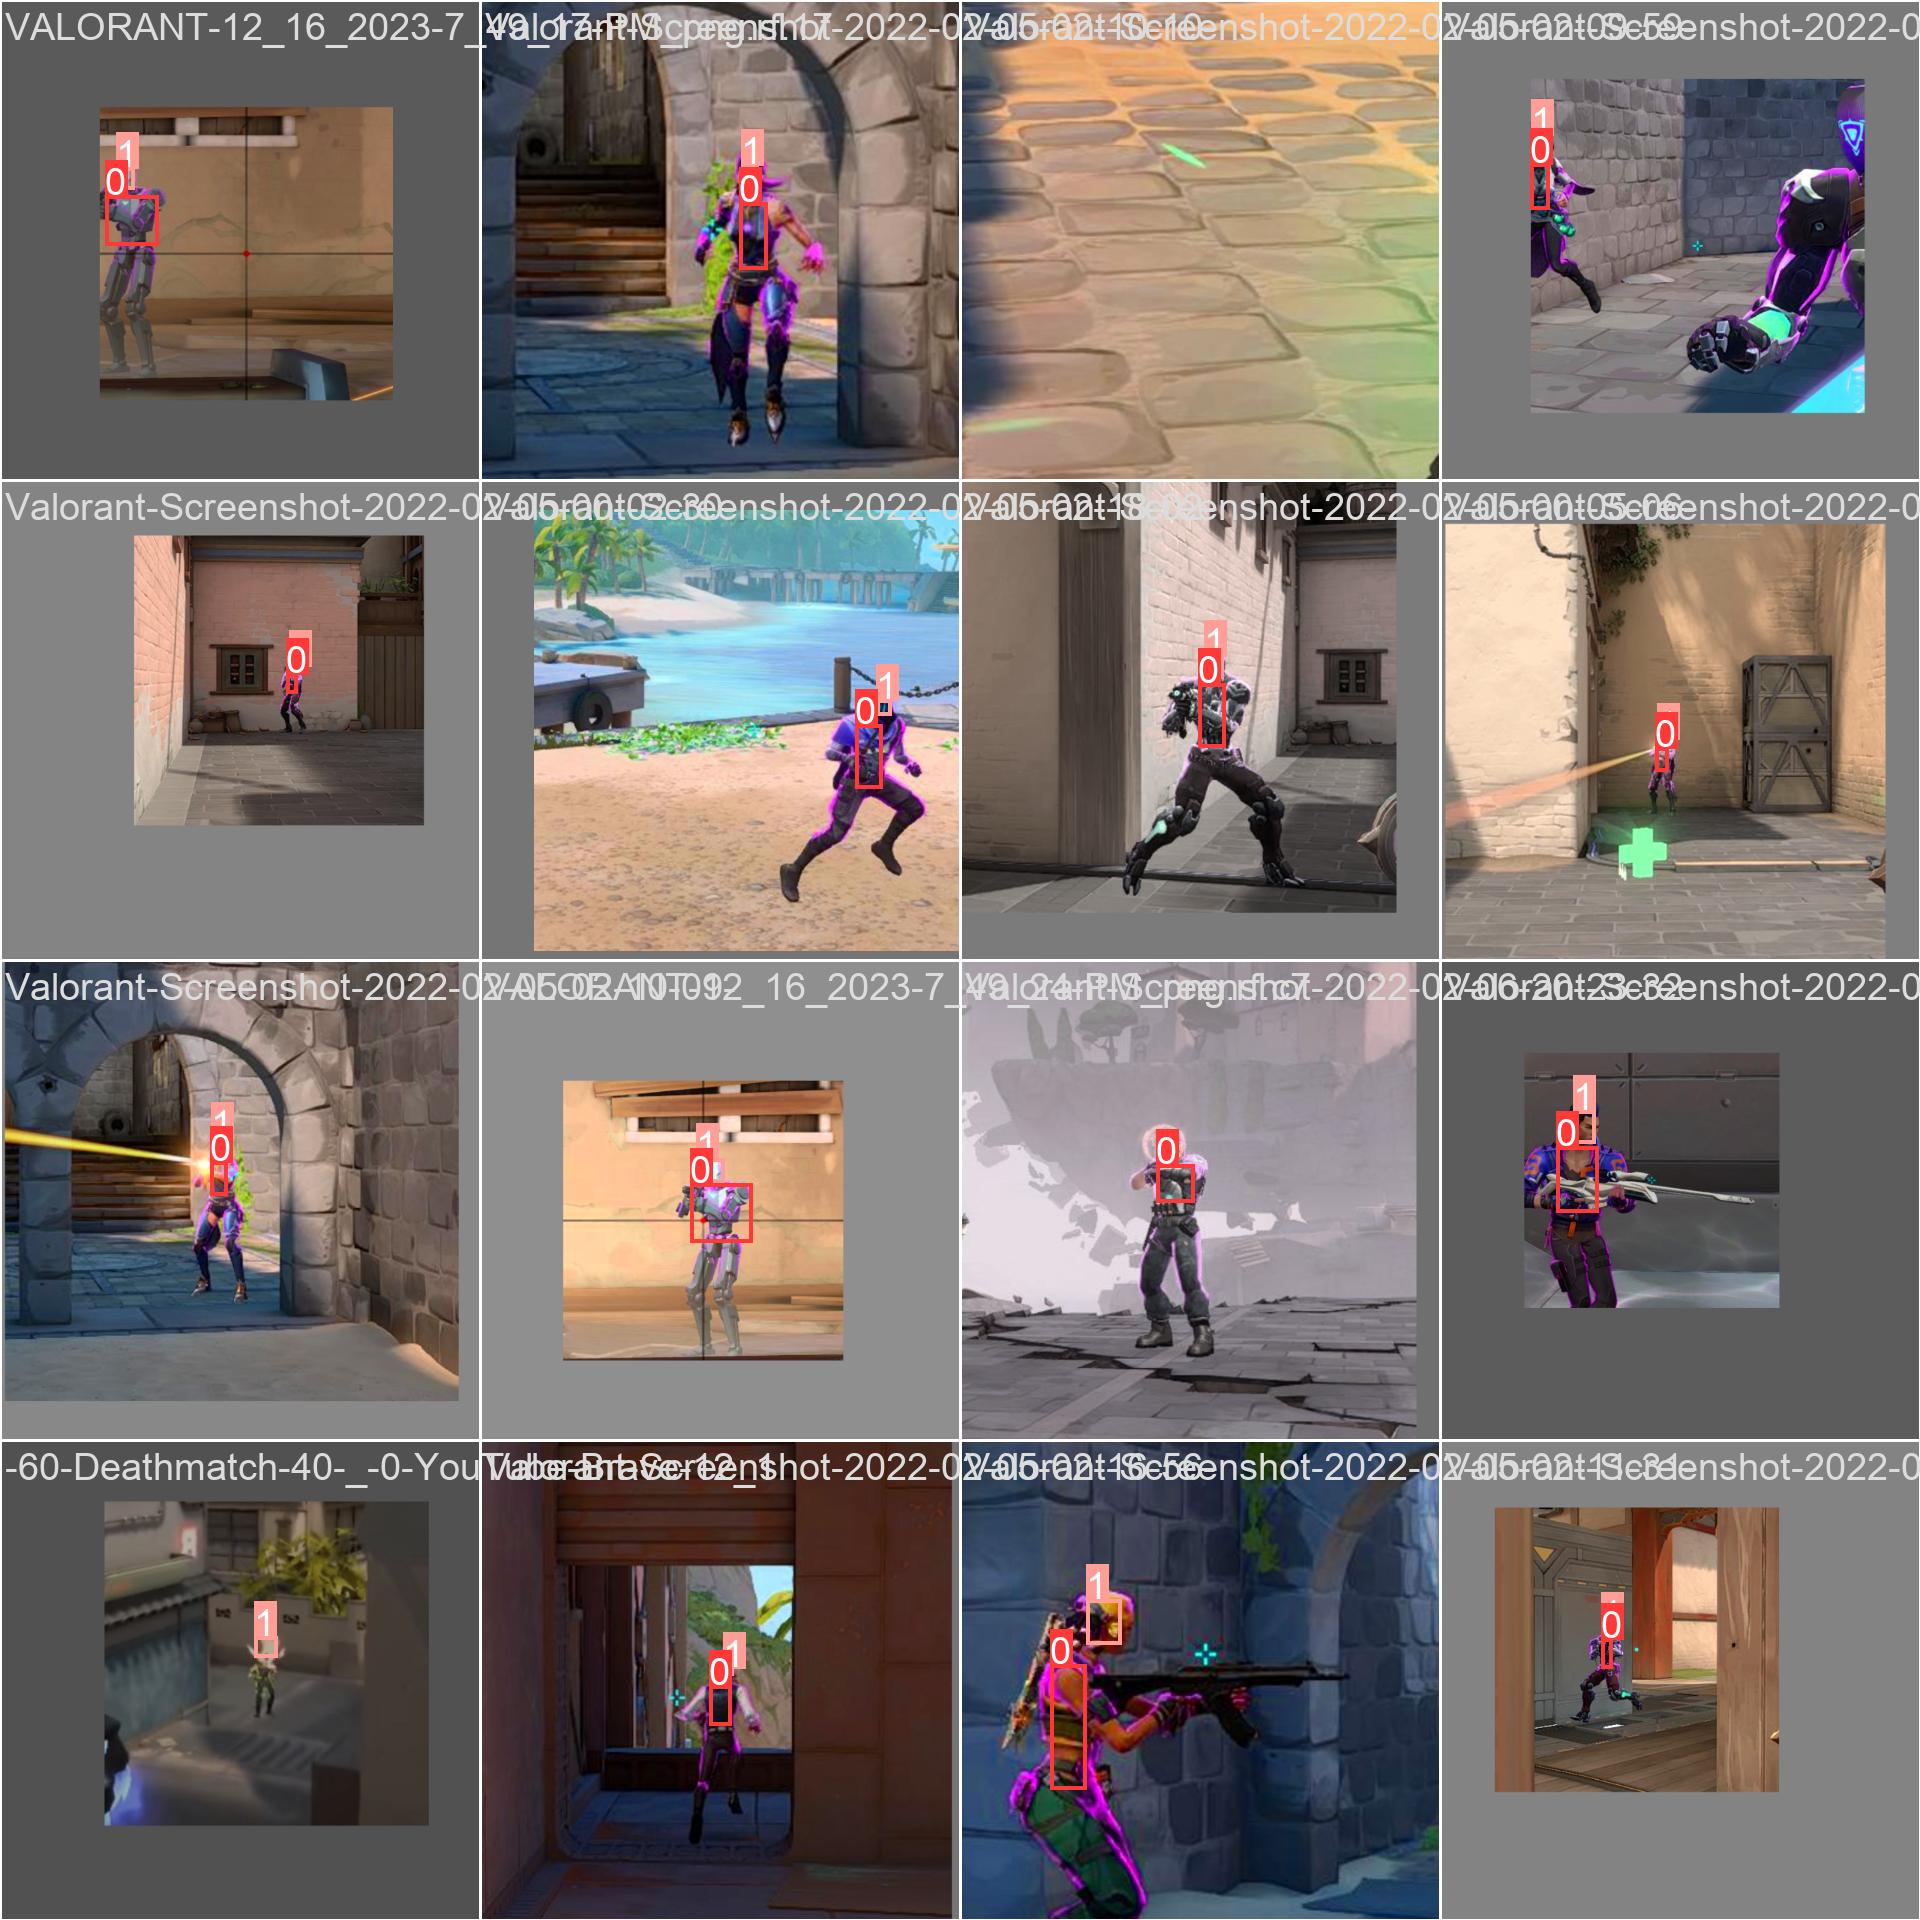 VALORANT-12_16_2023-7_49_17-PM_png.rf.17
Valorant-Screenshot-2022-02-05-02-10-10-
Valorant-Screenshot-2022-02-05-02-09-59-
Valorant-Screenshot-2022-0
1
0
1
0
1
0
Valorant-Screenshot-2022-02-05-00-02-30-
Valorant-Screenshot-2022-02-05-02-18-02-
Valorant-Screenshot-2022-02-05-00-05-06-
Valorant-Screenshot-2022-0
0
1
0
1
0
0
Valorant-Screenshot-2022-02-05-02-10-09-
VALORANT-12_16_2023-7_49_24-PM_png.rf.c7
Valorant-Screenshot-2022-02-06-20-23-32-
Valorant-Screenshot-2022-0
1
0
1
0
0
1
0
-60-Deathmatch-40-_-0-YouTube-Brave-12_1
Valorant-Screenshot-2022-02-05-02-16-56-
Valorant-Screenshot-2022-02-05-02-11-31-
Valorant-Screenshot-2022-0
1
1
0
1
0
0